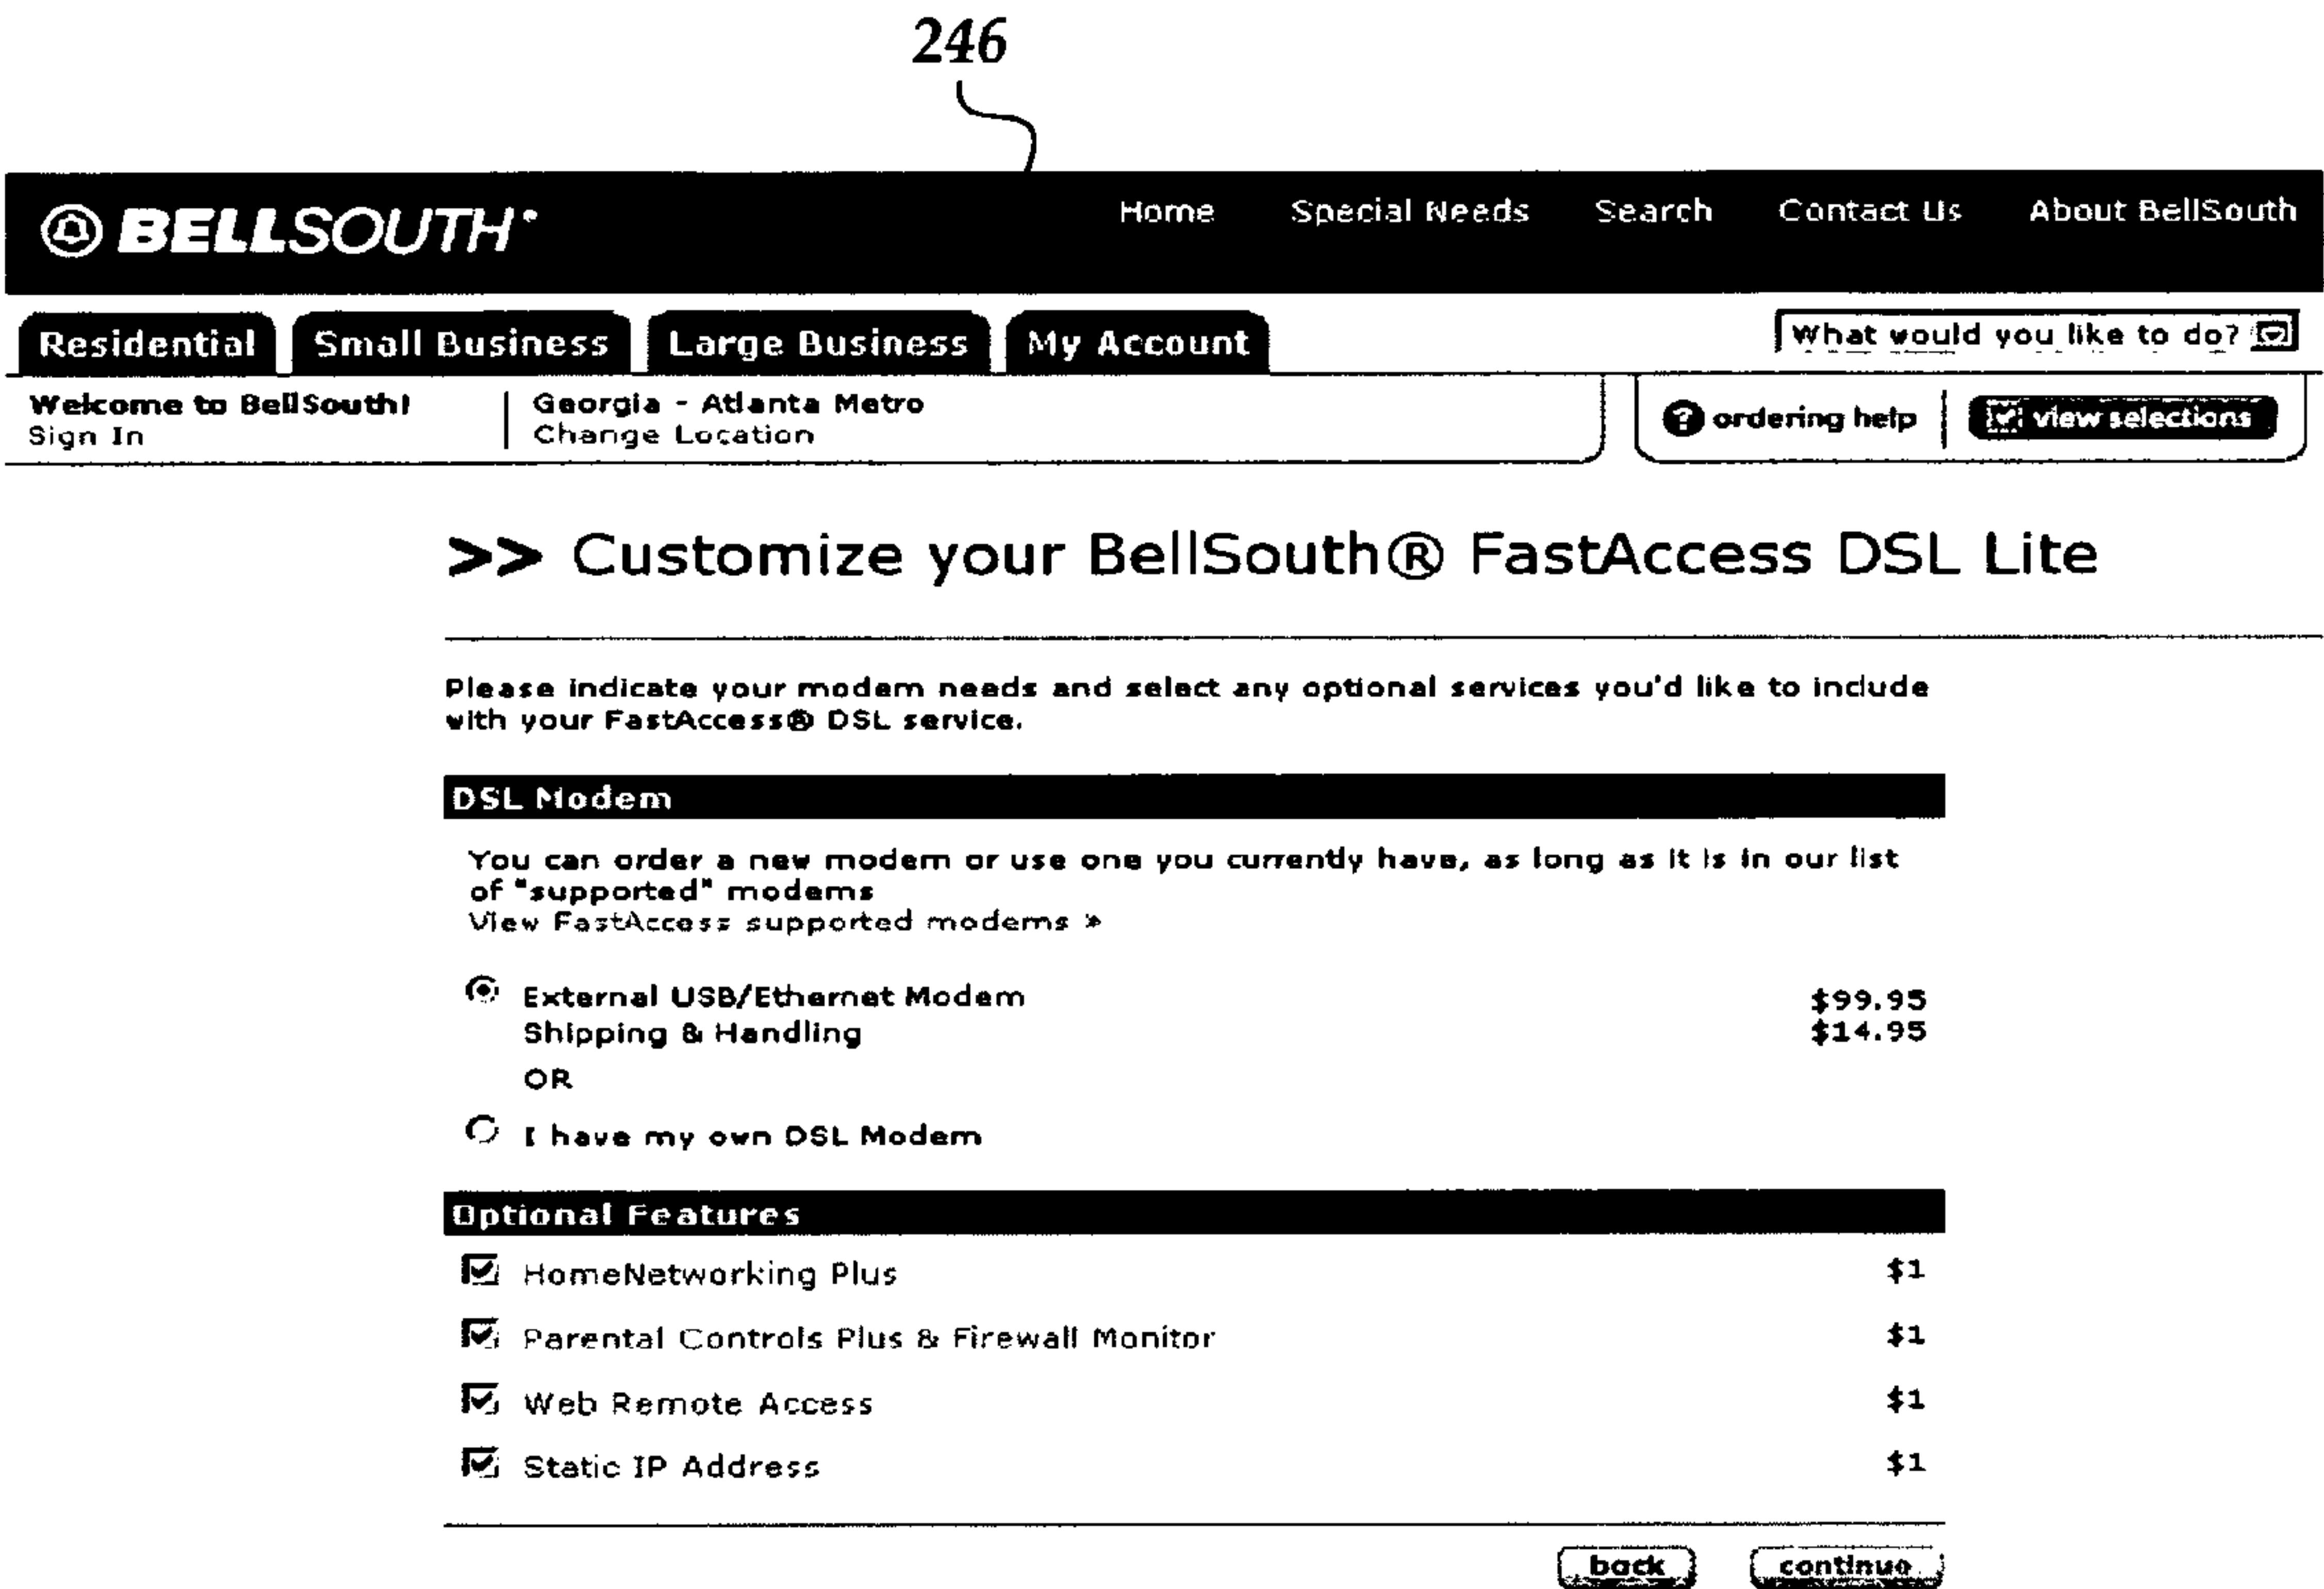 246
BELLSOUTH
Home Special Needs Search Contact Us About BellSouth
Residential Small Business Large Business My Account What would you like to do?
Welcome to BellSouth! Georgia - Atlanta Metro ordering help view selections
Sign In Change Location
>> Customize your BellSouth® FastAccess DSL Lite
Please indicate your modem needs and select any optional services you'd like to include
with your FastAccess® DSL service.
DSL Modem
You can order a new modem or use one you currently have, as long as it is in our list
of "supported" modems
View FastAccess supported modems »
External USB/Ethernet Modem $99.95
Shipping & Handling $14.95
OR
I have my own DSL Modem
Optional Features
HomeNetworking Plus $1
Parental Controls Plus & Firewall Monitor $1
Web Remote Access $1
Static IP Address $1
back continue